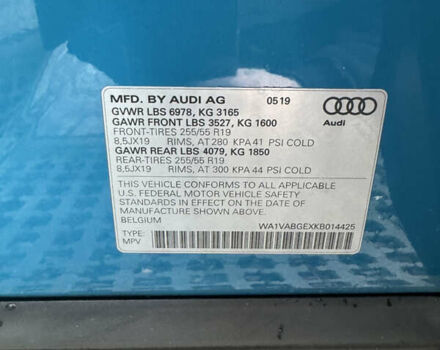 MFD. BY AUDI AG 0519
GVWR LBS 6978, KG 3165
GAWR FRONT LBS 3527, KG 1600
FRONT-TIRES 255/55 R19
8,5JX19 RIMS, AT 280 KPA 41 PSI COLD
GAWR REAR LBS 4079, KG 1850
REAR-TIRES 255/55 R19
8,5JX19 RIMS, AT 300 KPA 44 PSI COLD
Audi
THIS VEHICLE CONFORMS TO ALL APPLICABLE
U.S. FEDERAL MOTOR VEHICLE SAFETY
STANDARDS IN EFFECT ON THE DATE OF
MANUFACTURE SHOWN ABOVE.
BELGIUM
WA1VABGEXKB014425
TYPE:
MPV